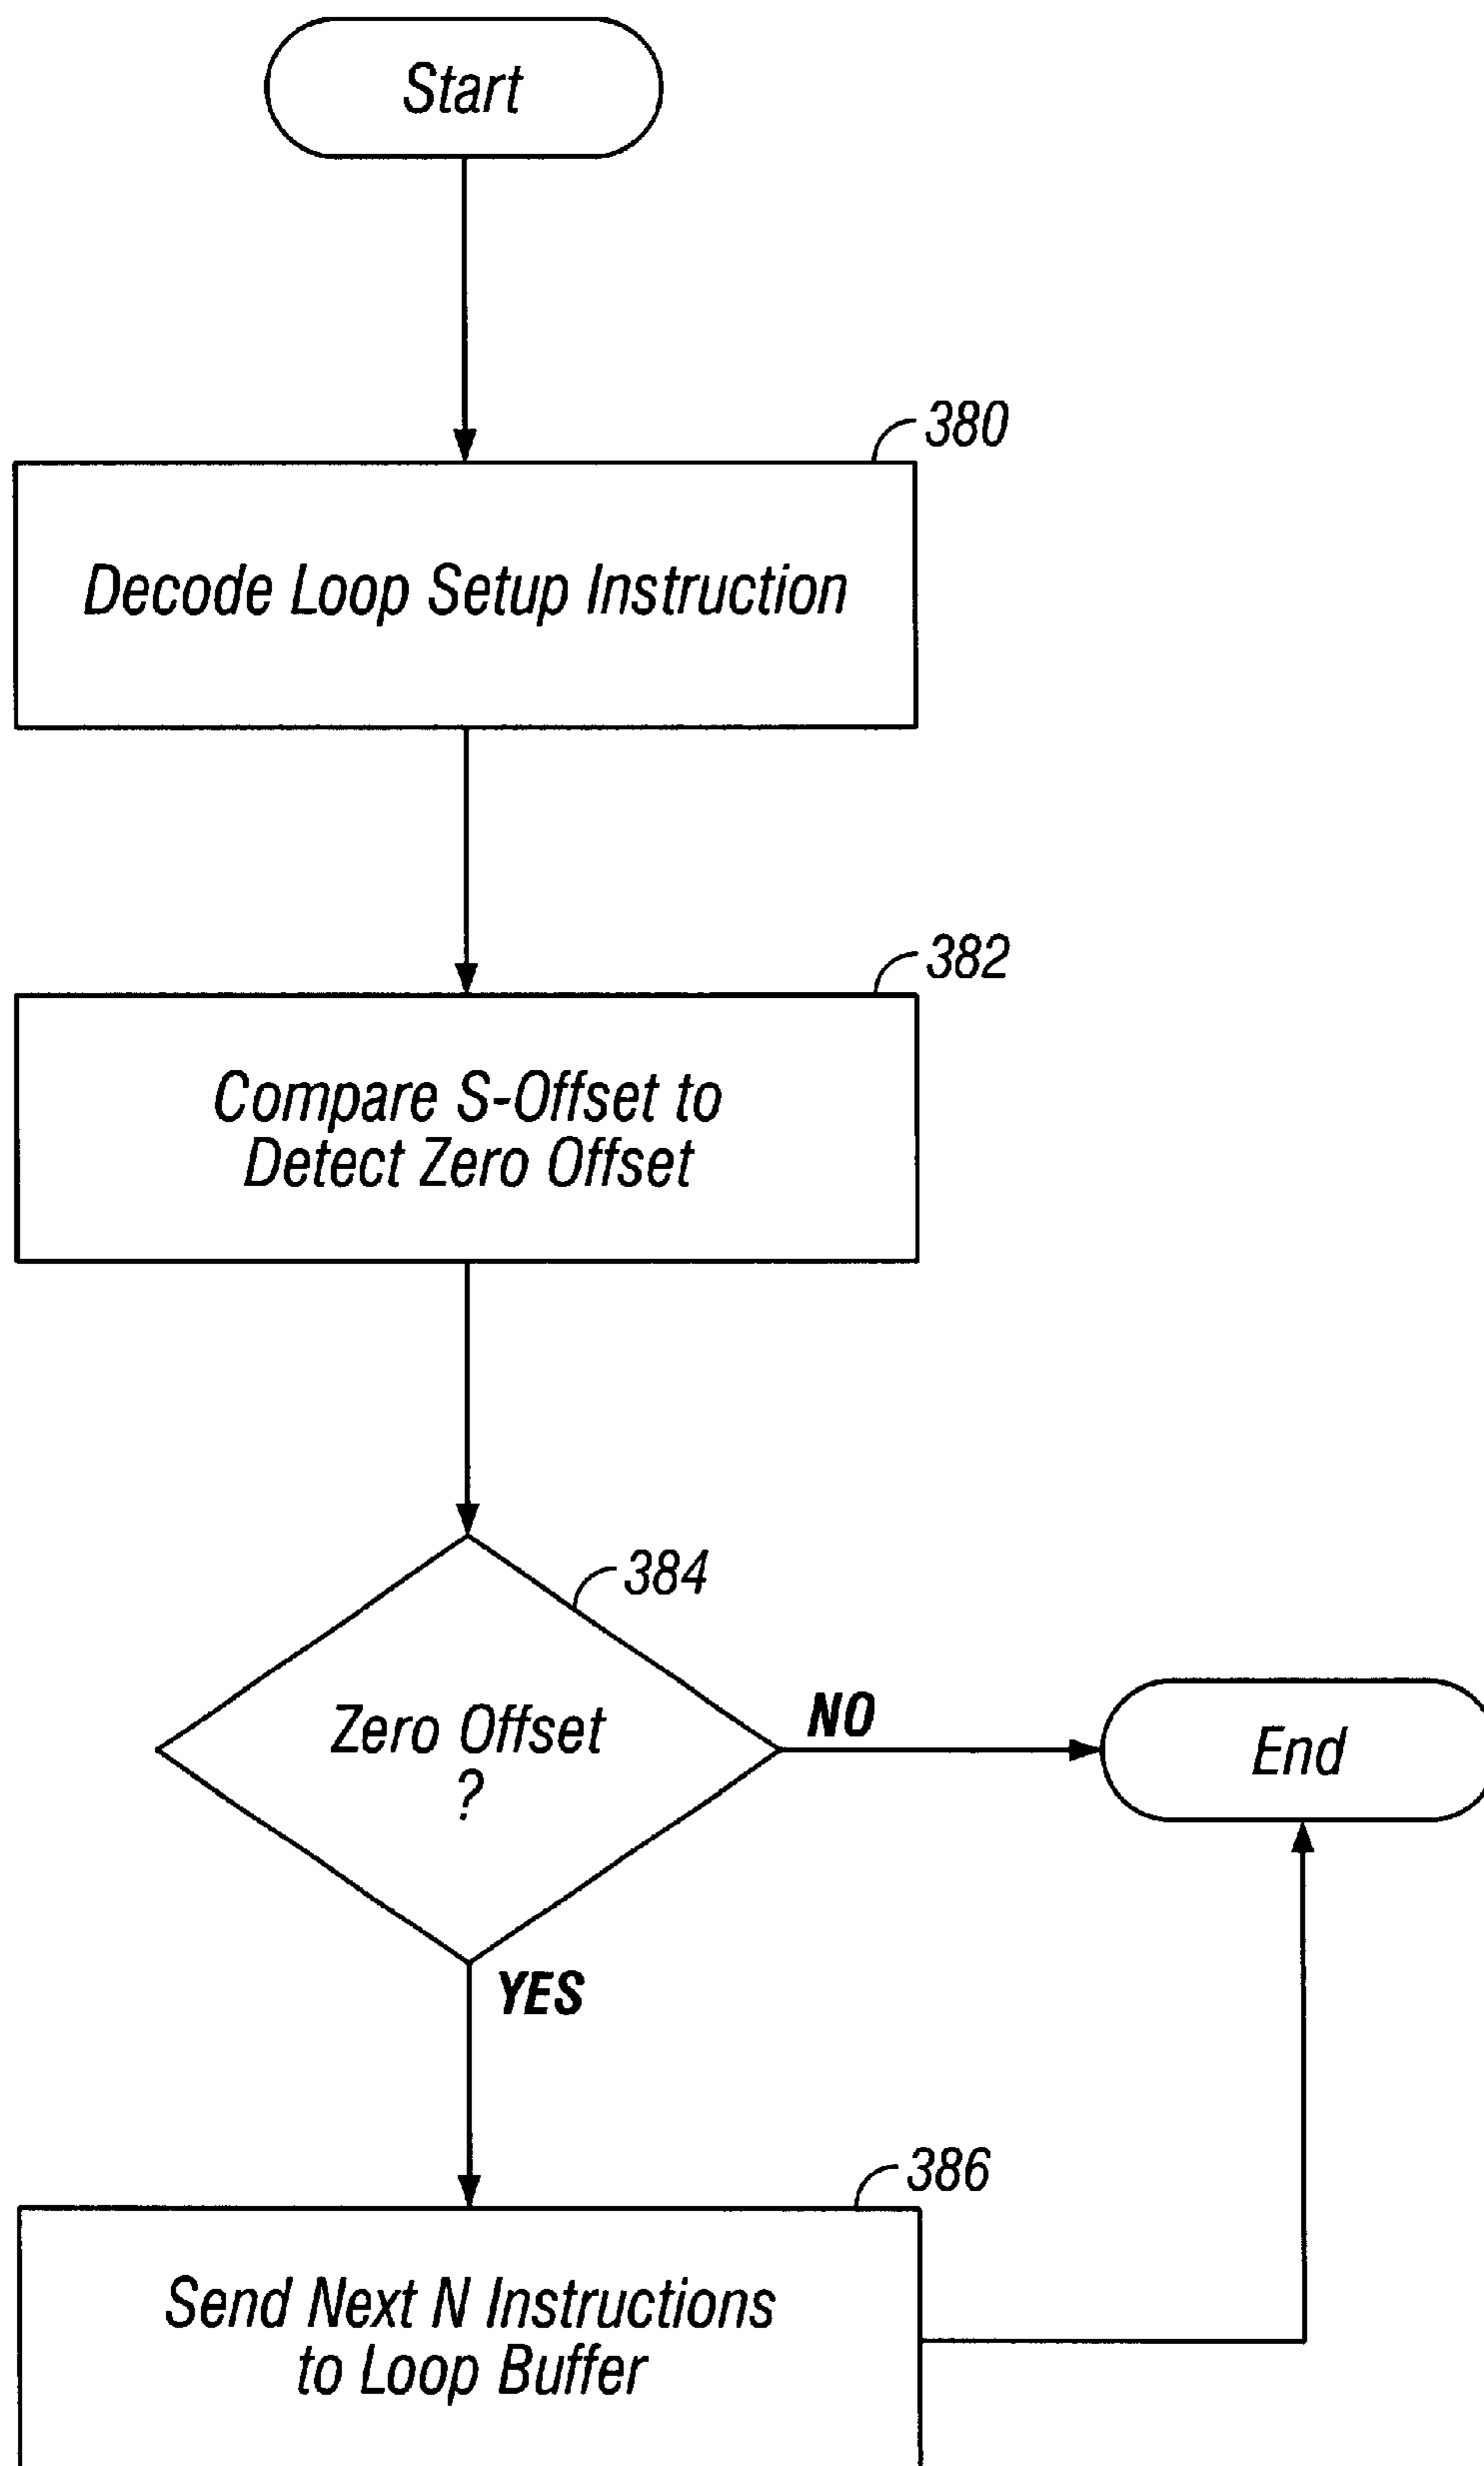 Start
380
Decode Loop Setup Instruction
382
Compare S-Offset to
Detect Zero Offset
384
Zero Offset
?
NO
End
YES
386
Send Next N Instructions
to Loop Buffer